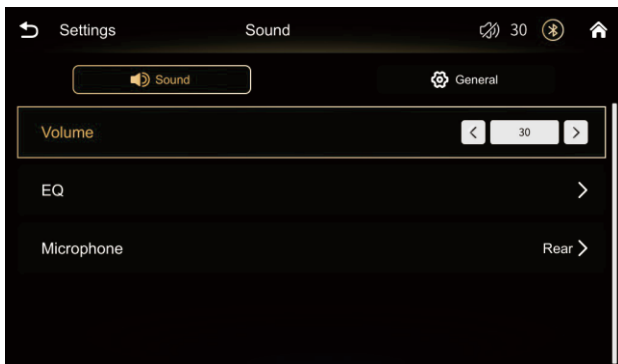 Settings Sound 30
Sound General
Volume 30
EQ
Microphone Rear